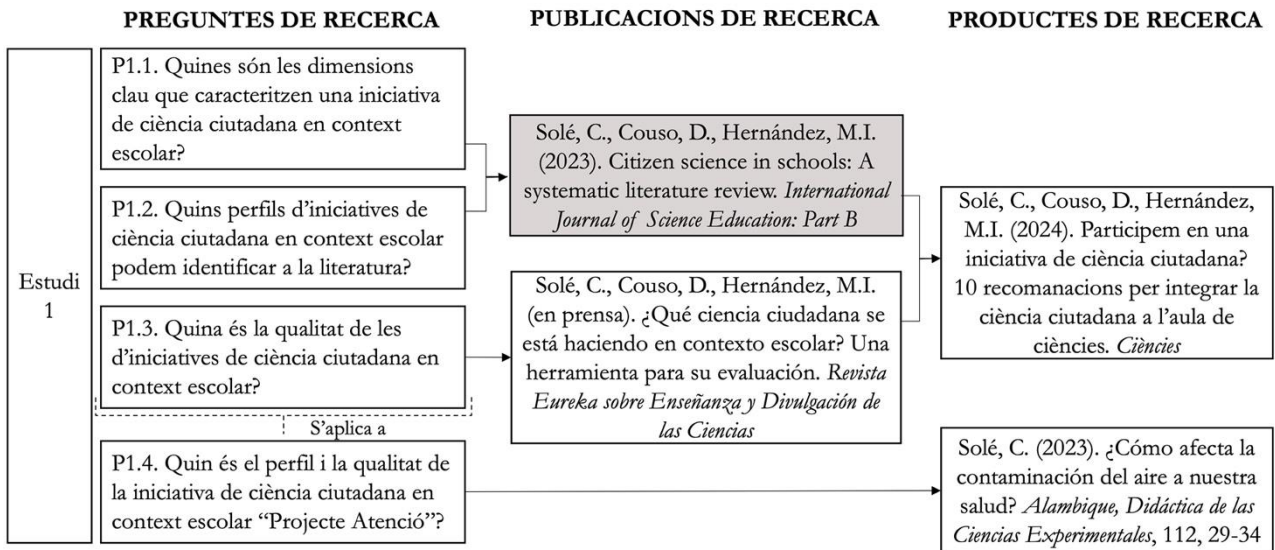 PREGUNTES DE RECERCA
PUBLICACIONS DE RECERCA
PRODUCTES DE RECERCA
Estudi
1
P1.1. Quines són les dimensions
clau que caracteritzen una iniciativa
de ciència ciutadana en context
escolar?
P1.2. Quins perfils d'iniciatives de
ciència ciutadana en context escolar
podem identificar a la literatura?
P1.3. Quina és la qualitat de les
d'iniciatives de ciència ciutadana en
context escolar?
S'aplica a
P1.4. Quin és el perfil i la qualitat de
la iniciativa de ciència ciutadana en
context escolar “Projecte Atenció”?
Solé, C., Couso, D., Hernández, M.I.
(2023). Citizen science in schools: A
systematic literature review. International
Journal of Science Education: Part B
Solé, C., Couso, D., Hernández, M.I.
(en prensa). ¿Qué ciencia ciudadana se
está haciendo en contexto escolar? Una
herramienta para su evaluación. Revista
Eureka sobre Enseñanza y Divulgación de
las Ciencias
Solé, C., Couso, D., Hernández,
M.I. (2024). Participem en una
iniciativa de ciència ciutadana?
10 recomanacions per integrar la
ciència ciutadana a l'aula de
ciències. Ciències
Solé, C. (2023). ¿Cómo afecta la
contaminación del aire a nuestra
salud? Alambique, Didáctica de las
Ciencias Experimentales, 112, 29-34